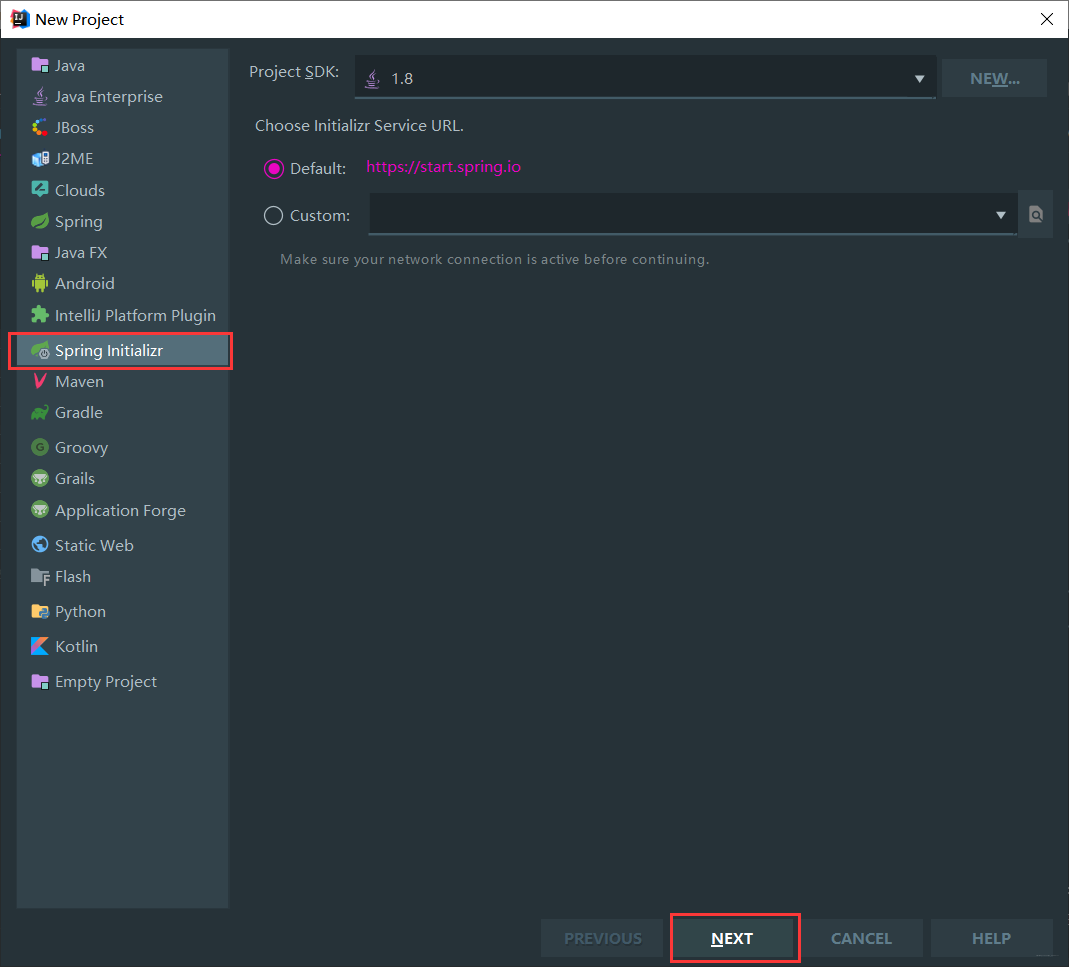 New Project
Java
Java Enterprise
JBoss
J2ME
Clouds
Spring
Java FX
Android
IntelliJ Platform Plugin
Spring Initializr
Maven
Gradle
Groovy
Grails
Application Forge
Static Web
Flash
Python
Kotlin
Empty Project
Project SDK: 1.8 NEW...
Choose Initializr Service URL.
Default: https://start.spring.io
Custom:
Make sure your network connection is active before continuing.
PREVIOUS NEXT CANCEL HELP